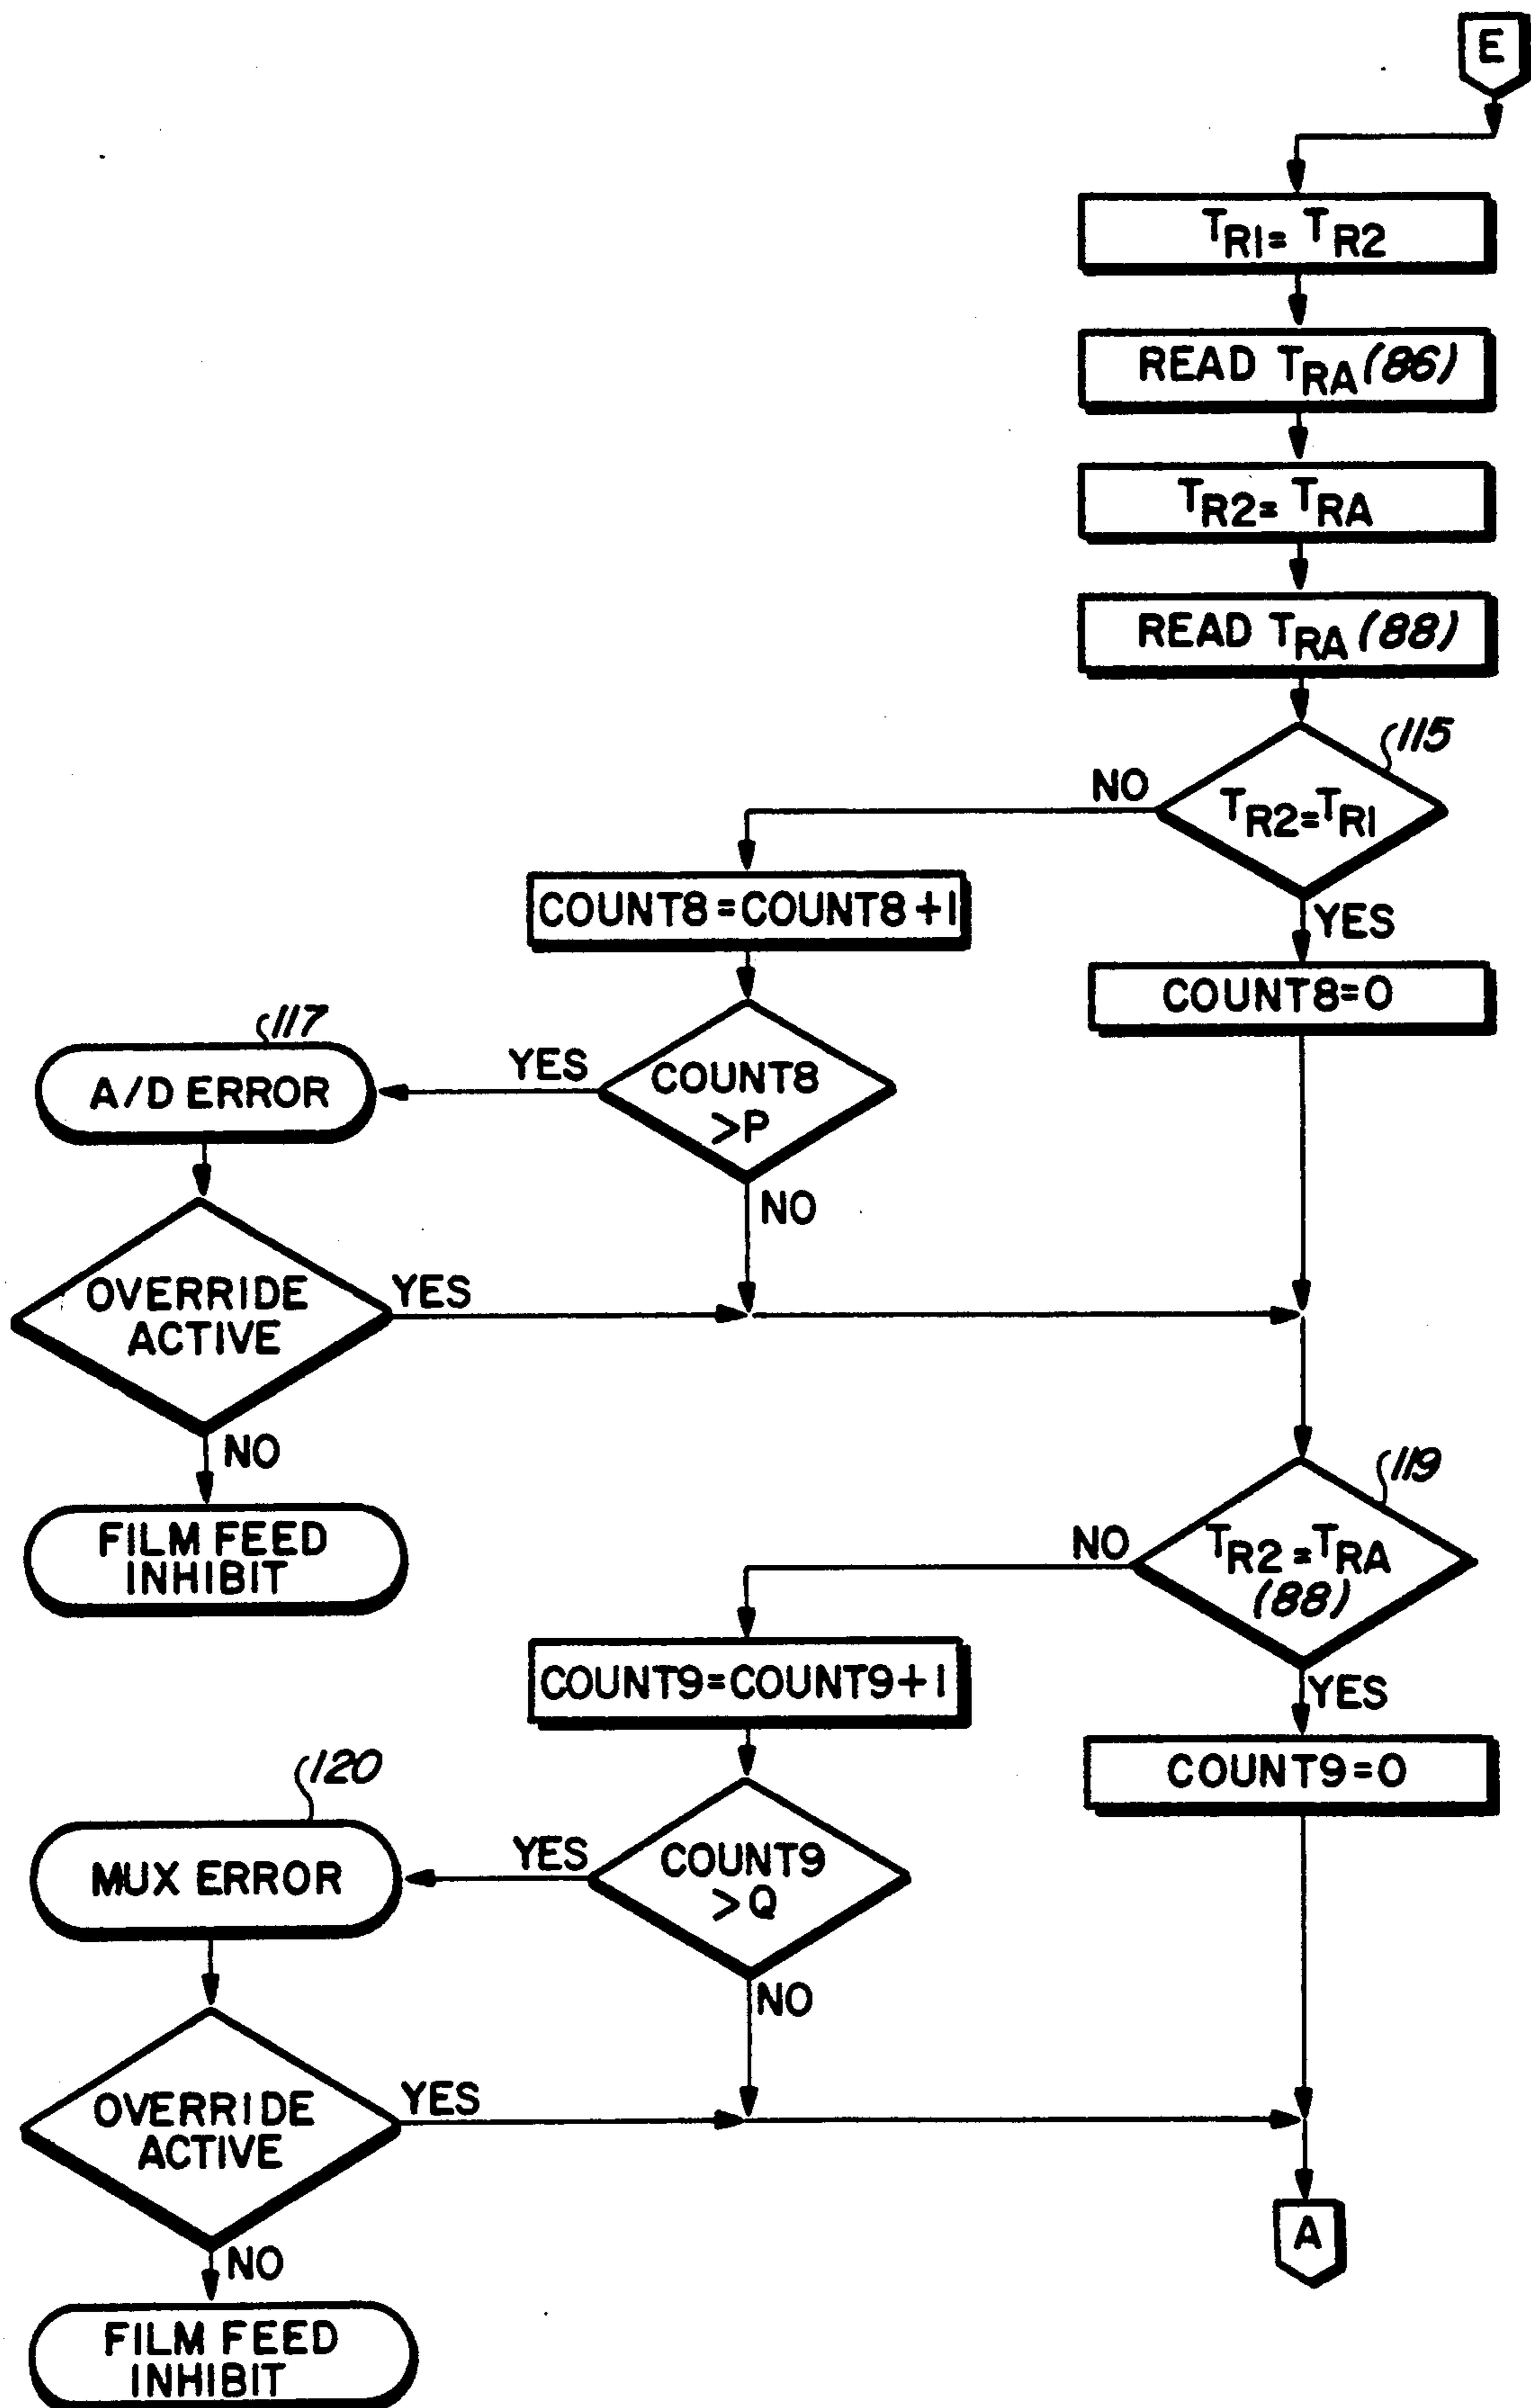 E
TR1= TR2
READ TRA(86)
TR2= TRA
READ TRA(88)
115
TR2=TR1
NO
YES
COUNT8=COUNT8+1
COUNT8=0
117
A/D ERROR
YES
COUNT8
>P
NO
OVERRIDE
ACTIVE
YES
NO
FILM FEED
INHIBIT
119
TR2=TRA
(88)
NO
YES
COUNT9=COUNT9+1
COUNT9=0
120
MUX ERROR
YES
COUNT9
>Q
NO
OVERRIDE
ACTIVE
YES
NO
FILM FEED
INHIBIT
A